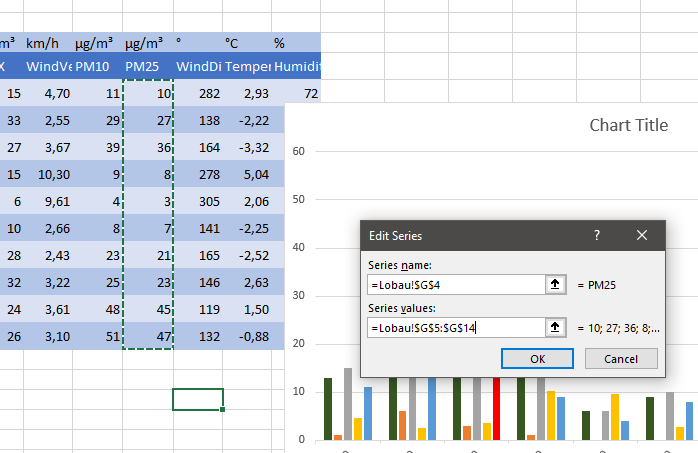 m³ km/h µg/m³ µg/m³ ° °C %
X WindVe PM10 PM25 WindDi Temper Humidit
15 4,70 11 10 282 2,93 72
33 2,55 29 27 138 -2,22
27 3,67 39 36 164 -3,32
15 10,30 9 8 278 5,04
6 9,61 4 3 305 2,06
10 2,66 8 7 141 -2,25
28 2,43 23 21 165 -2,52
32 3,22 25 23 146 2,63
24 3,61 48 45 119 1,50
26 3,10 51 47 132 -0,88
Chart Title
60
50
40
30
20
10
0
Edit Series ? X
Series name:
=Lobau!$G$4 = PM25
Series values:
=Lobau!$G$5:$G$14 = 10; 27; 36; 8;...
OK Cancel